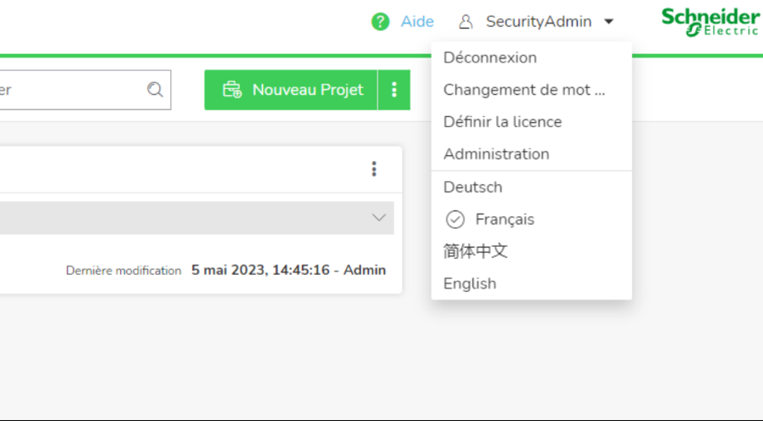 ? Aide SecurityAdmin Schneider
Electric
er Nouveau Projet
Déconnexion
Changement de mot ...
Définir la licence
Administration
Deutsch
Français
简体中文
English
Dernière modification 5 mai 2023, 14:45:16 - Admin